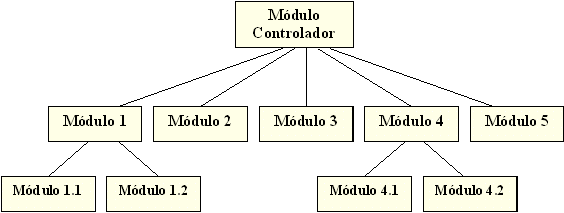 Módulo
Controlador
Módulo 1
Módulo 2
Módulo 3
Módulo 4
Módulo 5
Módulo 1.1
Módulo 1.2
Módulo 4.1
Módulo 4.2